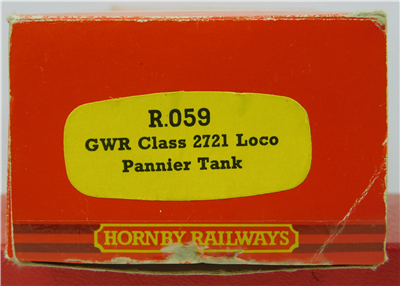 R.059
GWR Class 2721 Loco
Pannier Tank
HORNBY RAILWAYS